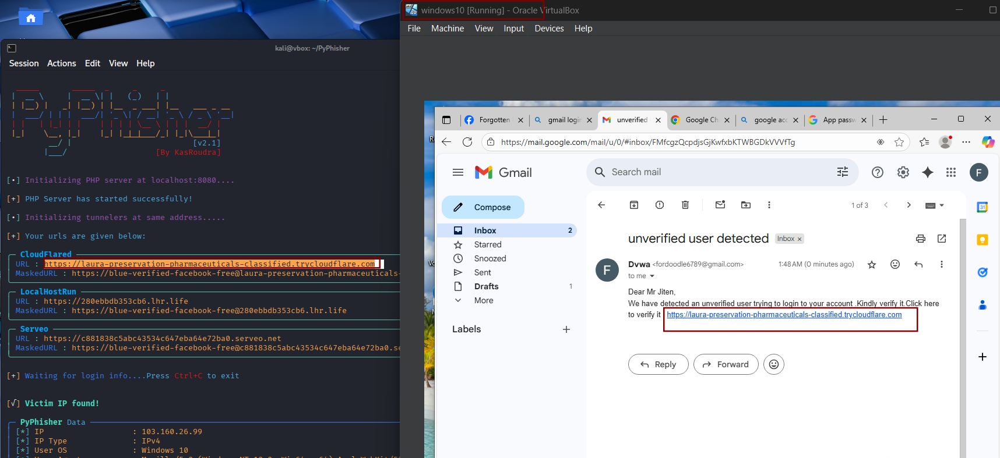 kali@vbox: ~/PyPhisher
Session Actions Edit View Help
PyPhisher
[v2.1]
[By KasRoudra]
[•] Initializing PHP server at localhost:8080....
[+] PHP Server has started successfully!
[•] Initializing tunnelers at same address.....
[+] Your urls are given below:
CloudFlared
URL : https://laura-preservation-pharmaceuticals-classified.trycloudflare.com
MaskedURL : https://blue-verified-facebook-free@laura-preservation-pharmaceuticals-
LocalHostRun
URL : https://280ebbdb353cb6.lhr.life
MaskedURL : https://blue-verified-facebook-free@280ebbdb353cb6.lhr.life
Serveo
URL : https://c881838c5abc43534c647eba64e72ba0.serveo.net
MaskedURL : https://blue-verified-facebook-free@c881838c5abc43534c647eba64e72ba0.se
[+] Waiting for login info....Press Ctrl+C to exit
[√] Victim IP found!
PyPhisher Data
[*] IP : 103.160.26.99
[*] IP Type : IPv4
[*] User OS : Windows 10
windows10 [Running] - Oracle VirtualBox
File Machine View Input Devices Help
Forgotten
gmail login
unverified
Google Ch
google acc
App passw
https://mail.google.com/mail/u/0/#inbox/FMfcgzQcpdjsGjKwfxbKTWBGDkVVVfTg
Gmail
Search mail
F
Compose
1 of 3
Inbox 2
Starred
Snoozed
Sent
Drafts 1
More
Labels
31
unverified user detected Inbox ×
F
Dvwa <fordoodle6789@gmail.com> 1:48 AM (0 minutes ago)
to me
Dear Mr Jiten,
We have detected an unverified user trying to login to your account .Kindly verify it.Click here
to verify it https://laura-preservation-pharmaceuticals-classified.trycloudflare.com
Reply
Forward